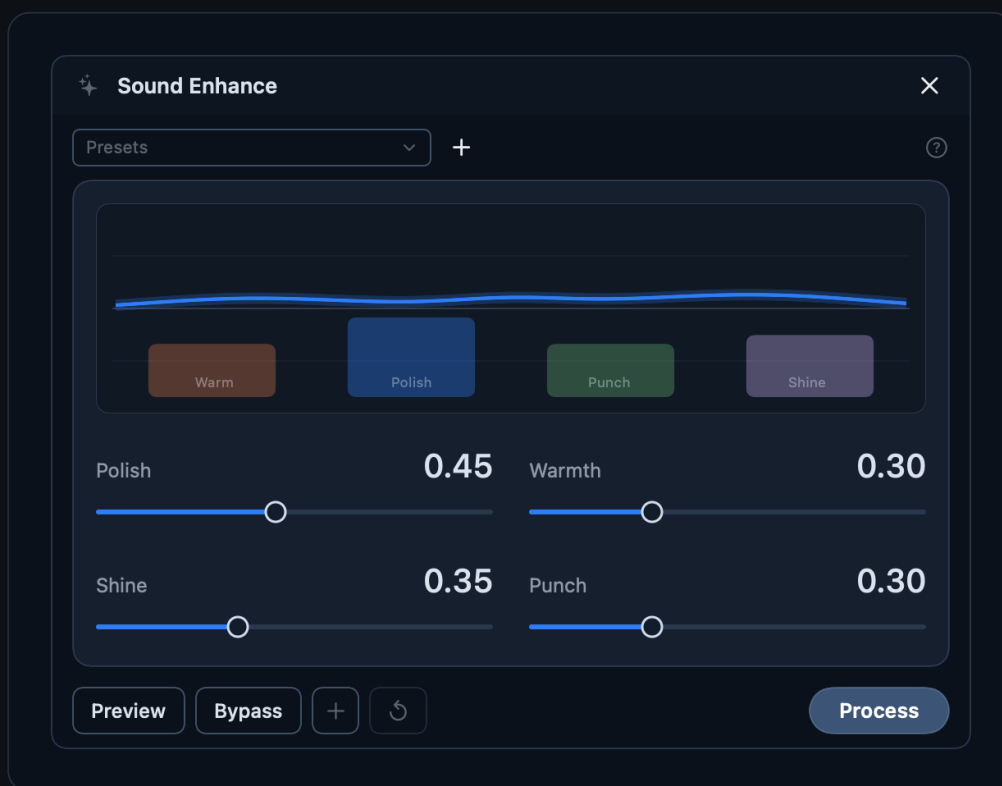 Sound Enhance
Presets
Warm
Polish
Punch
Shine
Polish 0.45
Warmth 0.30
Shine 0.35
Punch 0.30
Preview
Bypass
Process